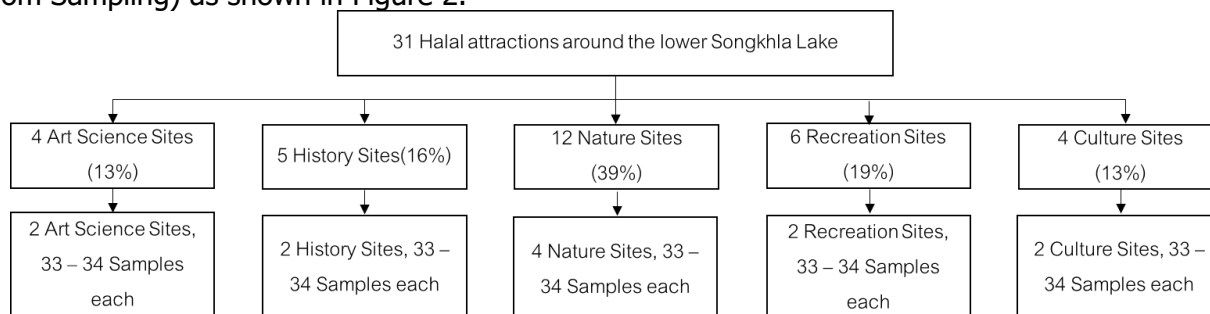 om Sampling) as shown in Figure 2.
31 Halal attractions around the lower Songkhla Lake
4 Art Science Sites
(13%)
5 History Sites(16%)
12 Nature Sites
(39%)
6 Recreation Sites
(19%)
4 Culture Sites
(13%)
2 Art Science Sites,
33 – 34 Samples
each
2 History Sites, 33 –
34 Samples each
4 Nature Sites, 33 –
34 Samples each
2 Recreation Sites,
33 – 34 Samples
each
2 Culture Sites, 33 –
34 Samples each